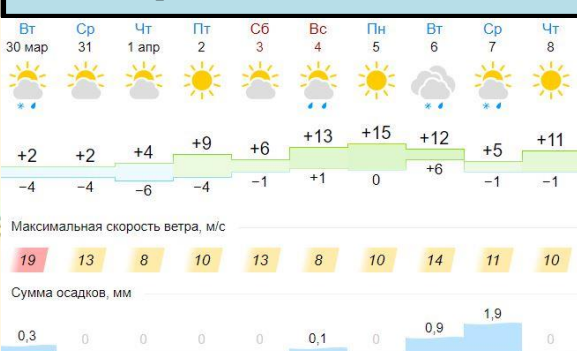 Вт Ср Чт Пт Сб Вс Пн Вт Ср Чт
30 мар 31 1 апр 2 3 4 5 6 7 8
+2 +2 +4 +9 +6 +13 +15 +12 +5 +11
−4 −4 −6 −4 −1 +1 0 +6 −1 −1
Максимальная скорость ветра, м/с
19 13 8 10 13 8 10 14 11 10
Сумма осадков, мм
0,3 0 0 0 0 0,1 0 0,9 1,9 0